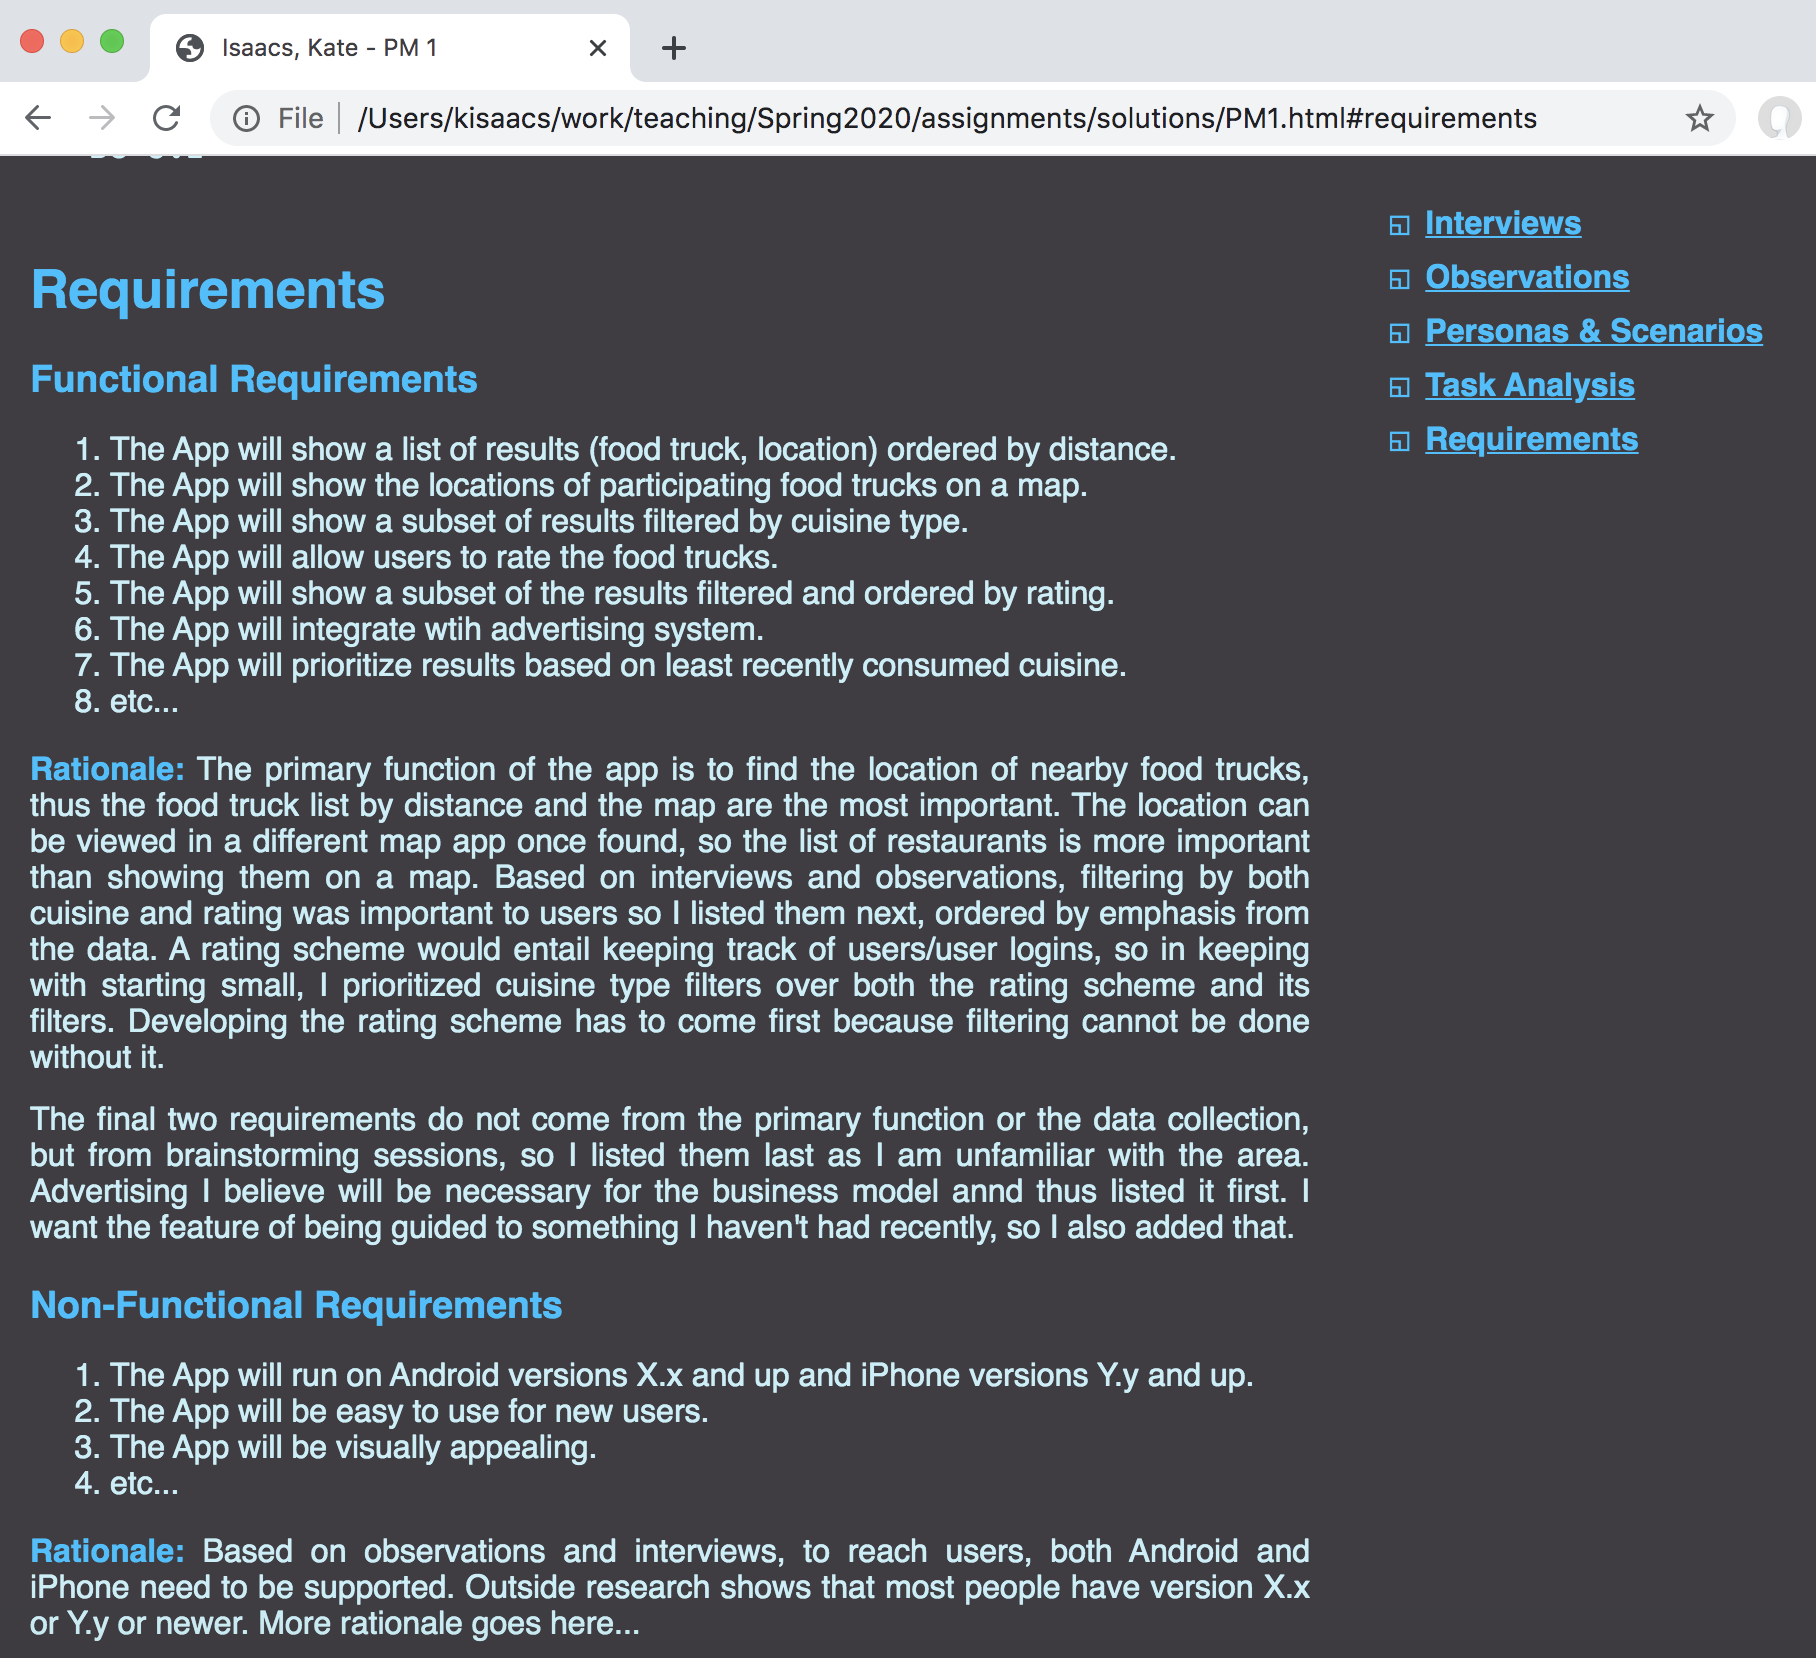 Isaacs, Kate - PM 1
File /Users/kisaacs/work/teaching/Spring2020/assignments/solutions/PM1.html#requirements
Interviews
Observations
Personas & Scenarios
Task Analysis
Requirements
Requirements
Functional Requirements
1. The App will show a list of results (food truck, location) ordered by distance.
2. The App will show the locations of participating food trucks on a map.
3. The App will show a subset of results filtered by cuisine type.
4. The App will allow users to rate the food trucks.
5. The App will show a subset of the results filtered and ordered by rating.
6. The App will integrate wtih advertising system.
7. The App will prioritize results based on least recently consumed cuisine.
8. etc...
Rationale: The primary function of the app is to find the location of nearby food trucks,
thus the food truck list by distance and the map are the most important. The location can
be viewed in a different map app once found, so the list of restaurants is more important
than showing them on a map. Based on interviews and observations, filtering by both
cuisine and rating was important to users so I listed them next, ordered by emphasis from
the data. A rating scheme would entail keeping track of users/user logins, so in keeping
with starting small, I prioritized cuisine type filters over both the rating scheme and its
filters. Developing the rating scheme has to come first because filtering cannot be done
without it.
The final two requirements do not come from the primary function or the data collection,
but from brainstorming sessions, so I listed them last as I am unfamiliar with the area.
Advertising I believe will be necessary for the business model annd thus listed it first. I
want the feature of being guided to something I haven't had recently, so I also added that.
Non-Functional Requirements
1. The App will run on Android versions X.x and up and iPhone versions Y.y and up.
2. The App will be easy to use for new users.
3. The App will be visually appealing.
4. etc...
Rationale: Based on observations and interviews, to reach users, both Android and
iPhone need to be supported. Outside research shows that most people have version X.x
or Y.y or newer. More rationale goes here...